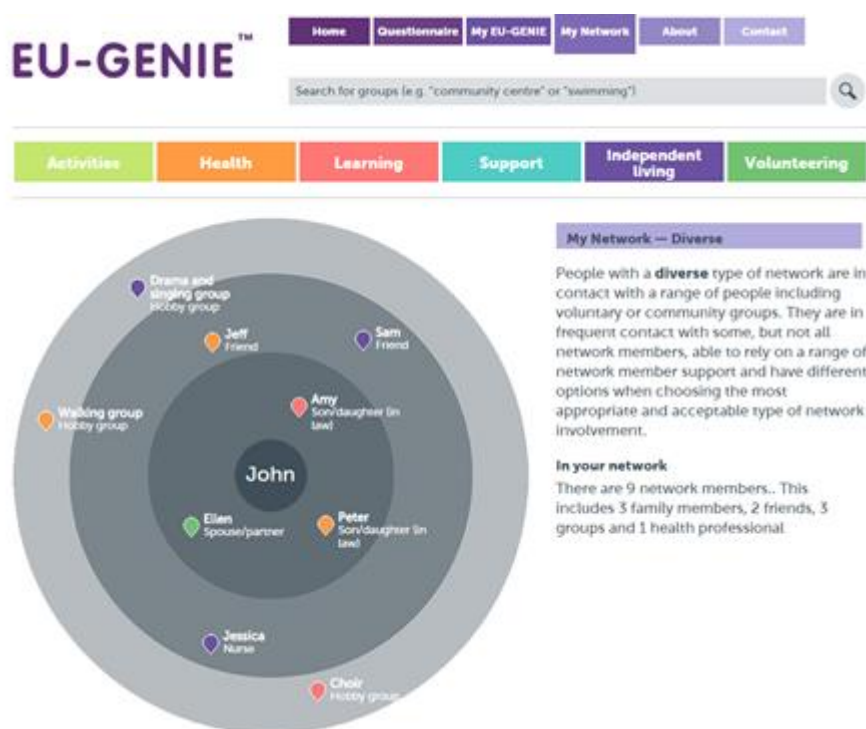 EU-GENIE™
Home
Questionnaire
My EU-GENIE
My Network
About
Contact
Search for groups (e.g. "community centre" or "swimming")
Activities
Health
Learning
Support
Independent
living
Volunteering
Drama and
singing group
Hobby group
Jeff
Friend
Sam
Friend
Walking group
Hobby group
Amy
Son/daughter (in
law)
John
Ellen
Spouse/partner
Peter
Son/daughter (in
law)
Jessica
Nurse
Choir
Hobby group
My Network — Diverse
People with a diverse type of network are in
contact with a range of people including
voluntary or community groups. They are in
frequent contact with some, but not all
network members, able to rely on a range of
network member support and have different
options when choosing the most
appropriate and acceptable type of network
involvement.
In your network
There are 9 network members.. This
includes 3 family members, 2 friends, 3
groups and 1 health professional